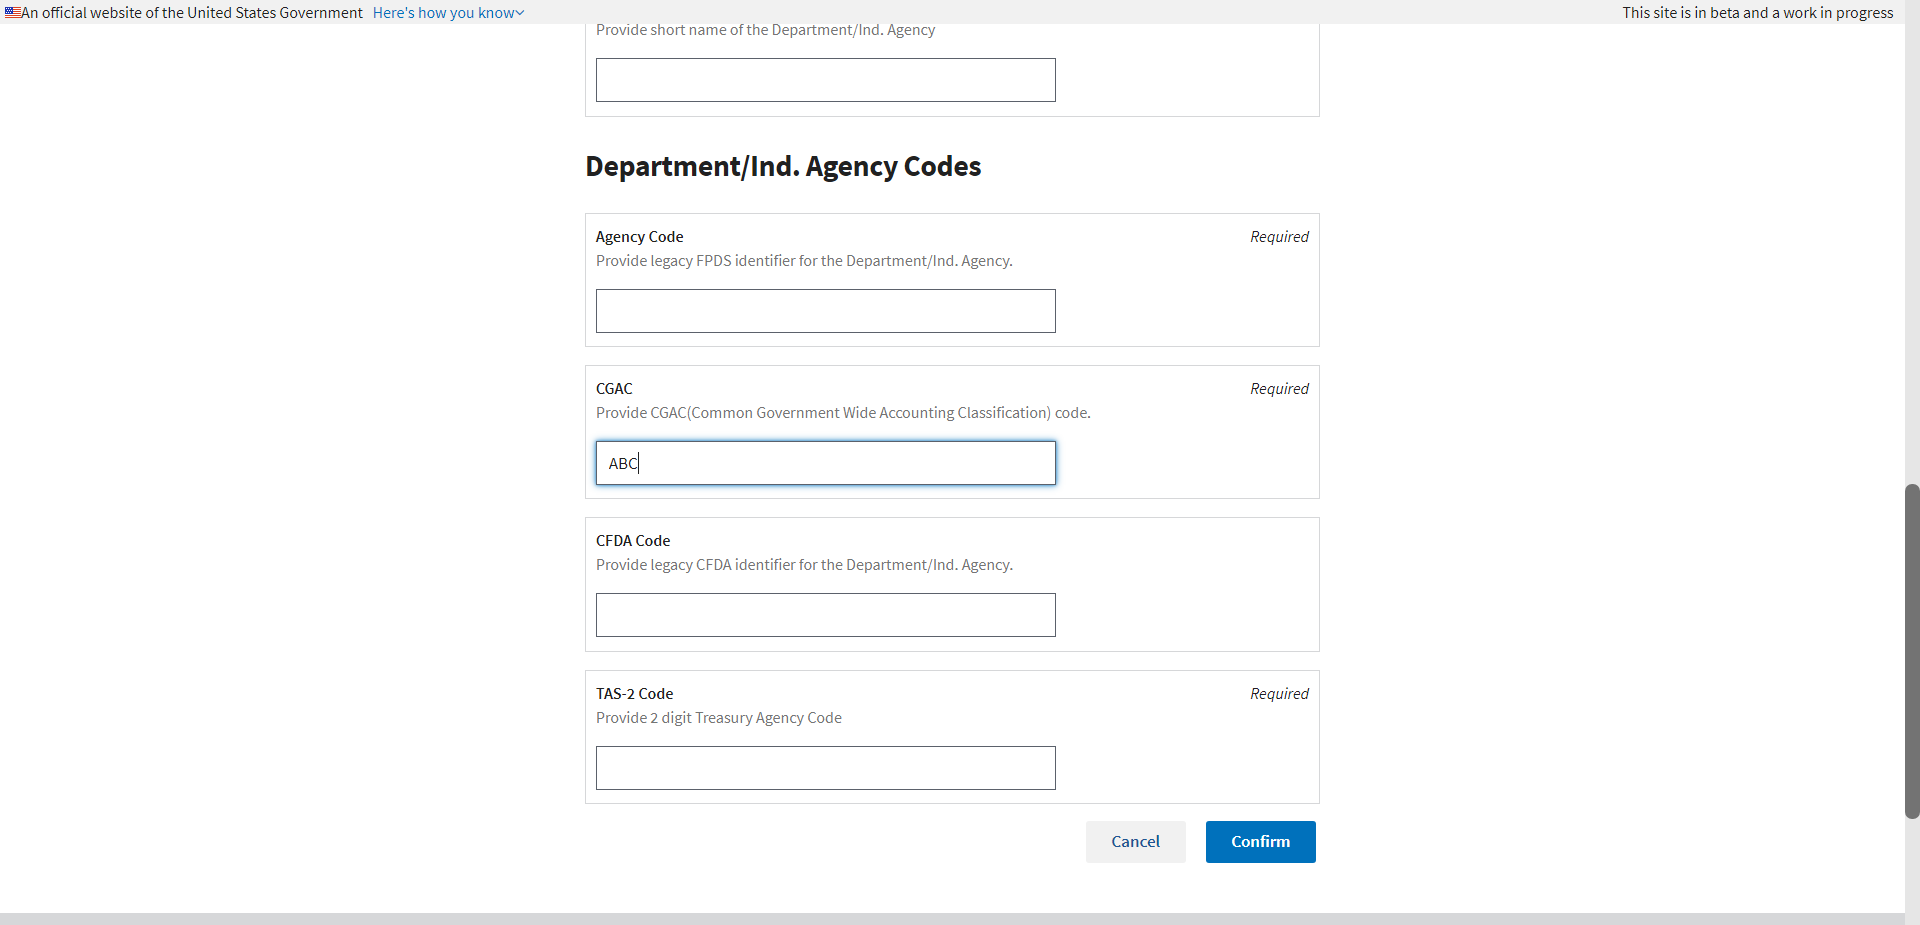 An official website of the United States Government Here's how you know
This site is in beta and a work in progress
Provide short name of the Department/Ind. Agency
Department/Ind. Agency Codes
Agency Code
Required
Provide legacy FPDS identifier for the Department/Ind. Agency.
CGAC
Required
Provide CGAC(Common Government Wide Accounting Classification) code.
ABC
CFDA Code
Provide legacy CFDA identifier for the Department/Ind. Agency.
TAS-2 Code
Required
Provide 2 digit Treasury Agency Code
Cancel
Confirm